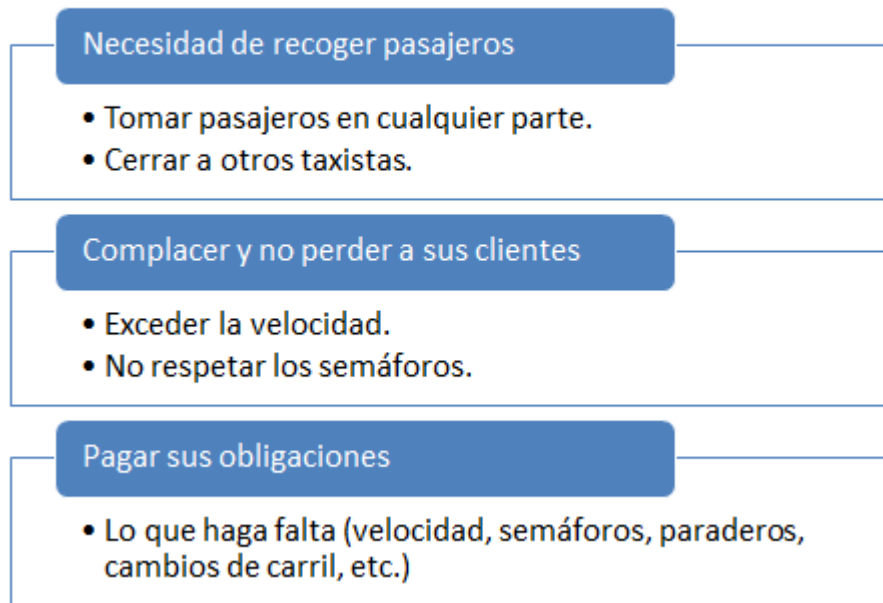 Necesidad de recoger pasajeros
• Tomar pasajeros en cualquier parte.
• Cerrar a otros taxistas.
Complacer y no perder a sus clientes
• Exceder la velocidad.
• No respetar los semáforos.
Pagar sus obligaciones
• Lo que haga falta (velocidad, semáforos, paraderos,
cambios de carril, etc.)